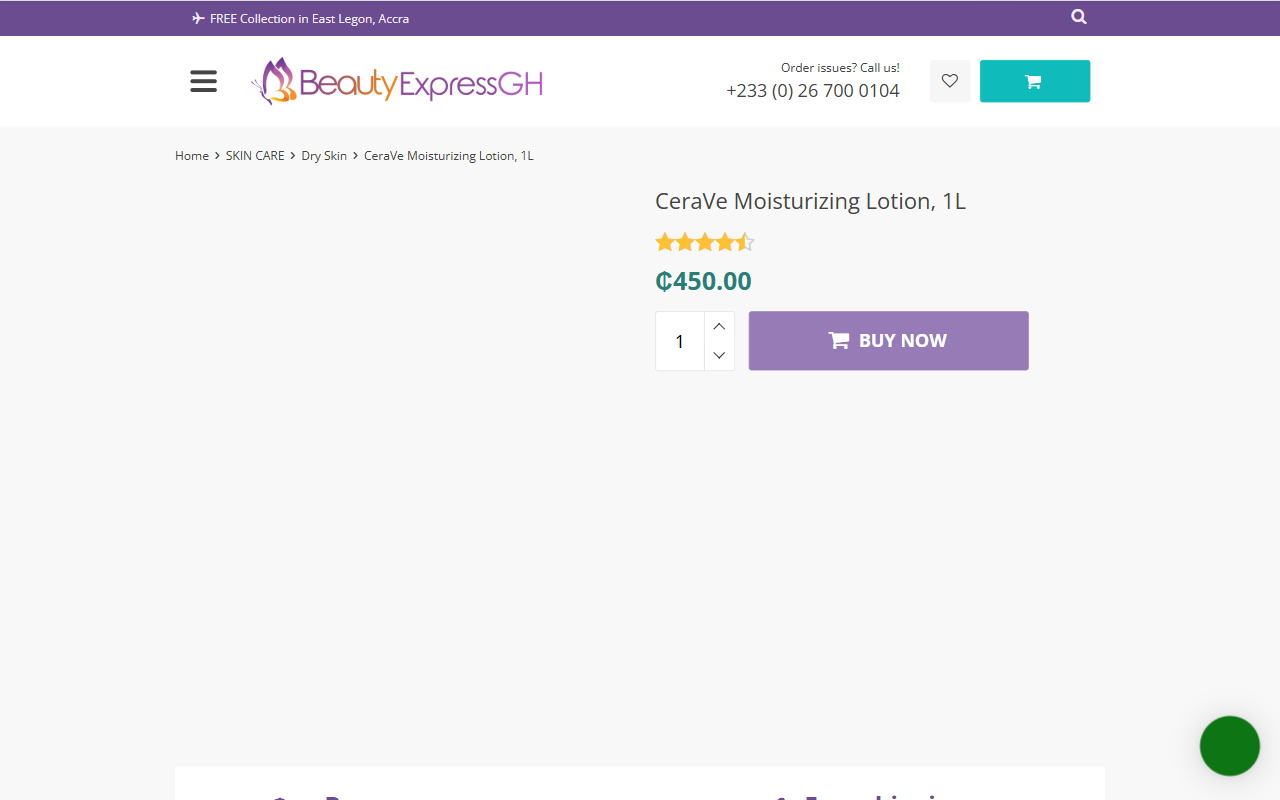 FREE Collection in East Legon, Accra
BeautyExpressGH
Order issues? Call us!
+233 (0) 26 700 0104
Home > SKIN CARE > Dry Skin > CeraVe Moisturizing Lotion, 1L
CeraVe Moisturizing Lotion, 1L
₵450.00
1
BUY NOW